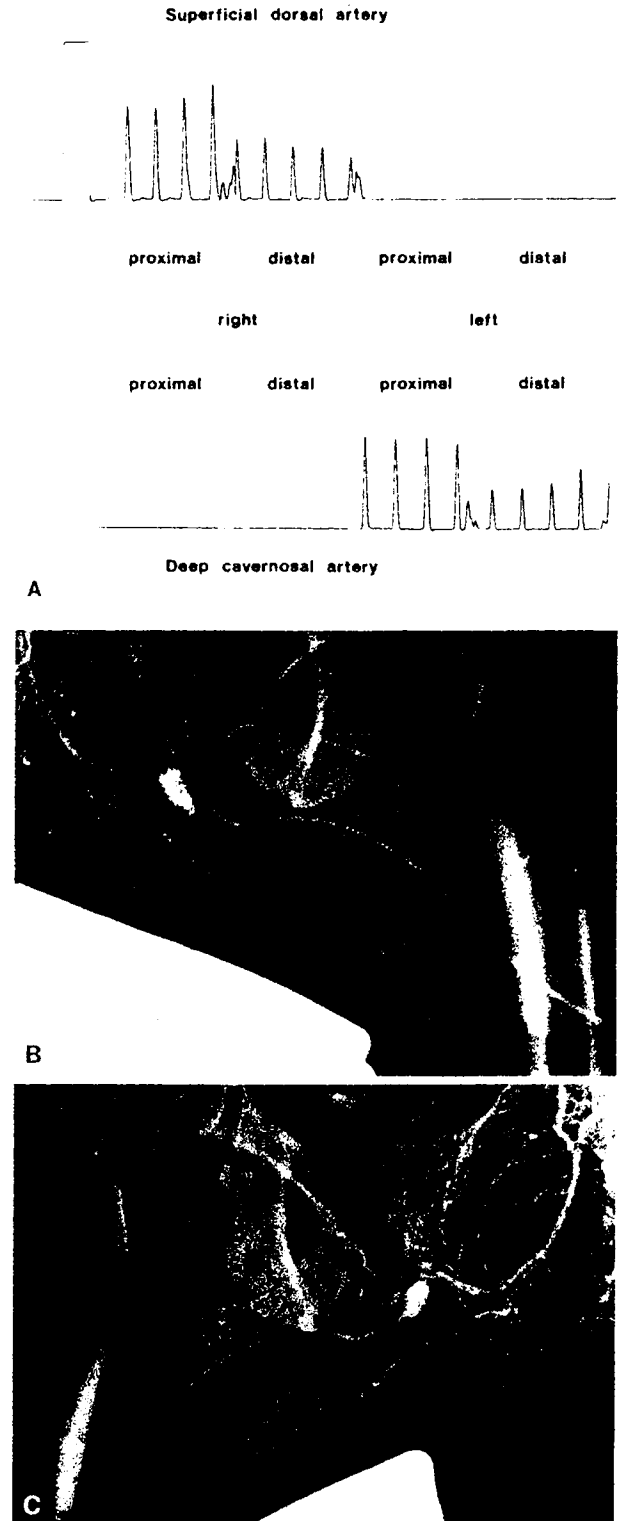 Superficial dorsal artery
proximal distal proximal distal
right left
proximal distal proximal distal
Deep cavernosal artery
A
B
C